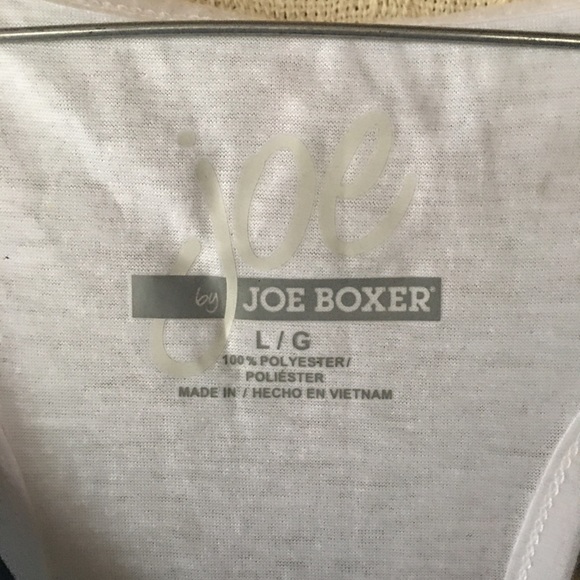 joe
by JOE BOXER®
L / G
100% POLYESTER/
POLIÉSTER
MADE IN / HECHO EN VIETNAM